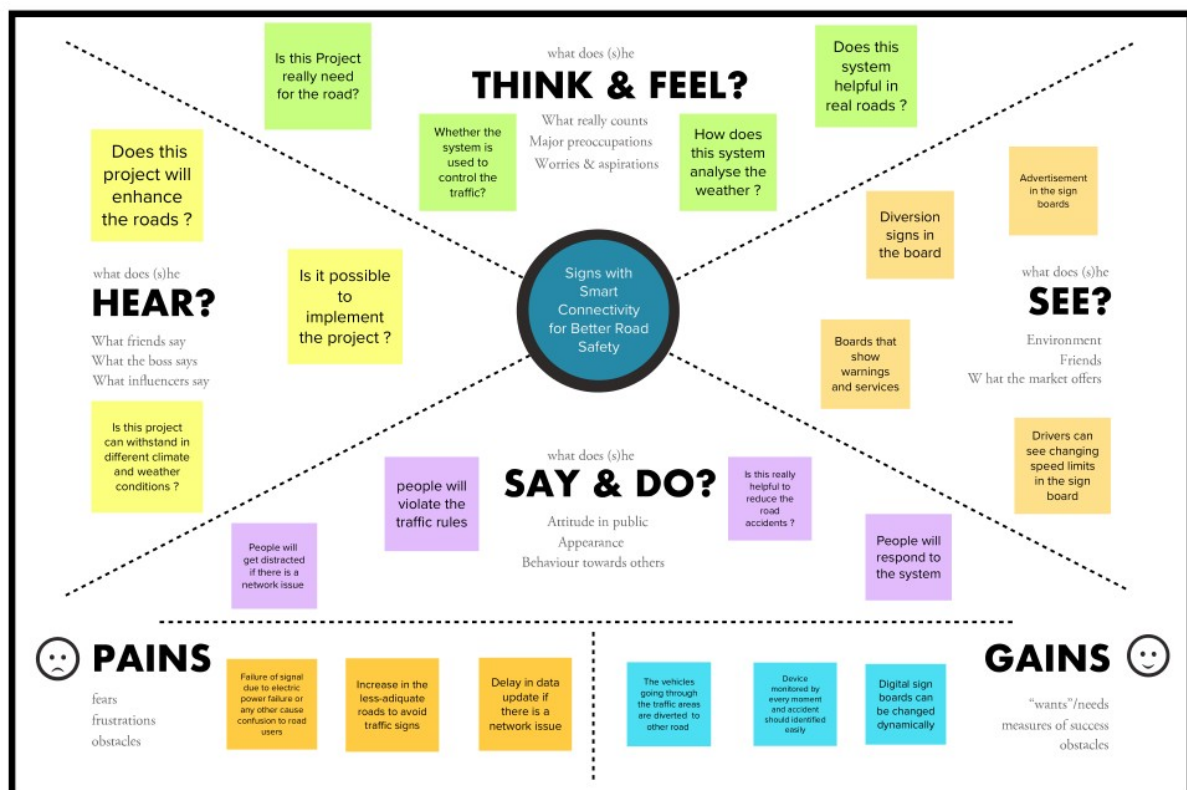 what does (s)he
THINK & FEEL?
What really counts
Major preoccupations
Worries & aspirations
Is this Project
really need
for the road?
Whether the
system is
used to
control the
traffic?
How does
this system
analyse the
weather ?
Does this
system
helpful in
real roads ?
Does this
project will
enhance
the roads ?
what does (s)he
HEAR?
What friends say
What the boss says
What influencers say
Is it possible
to
implement
the project ?
Is this project
can withstand in
different climate
and weather
conditions ?
Signs with
Smart
Connectivity
for Better Road
Safety
Advertisement
in the sign
boards
Diversion
signs in
the board
what does (s)he
SEE?
Environment
Friends
W hat the market offers
Boards that
show
warnings
and services
Drivers can
see changing
speed limits
in the sign
board
what does (s)he
SAY & DO?
Attitude in public
Appearance
Behaviour towards others
people will
violate the
traffic rules
People will
get distracted
if there is a
network issue
Is this really
helpful to
reduce the
road
accidents ?
People will
respond to
the system
PAINS
fears
frustrations
obstacles
Failure of signal
due to electric
power failure or
any other cause
confusion to road
users
Increase in the
less-adiquate
roads to avoid
traffic signs
Delay in data
update if
there is a
network issue
The vehicles
going through
the traffic areas
are diverted to
other road
Device
monitored by
every moment and
accident
should identified
easily
Digital sign
boards can
be changed
dynamically
GAINS
“wants”/needs
measures of success
obstacles